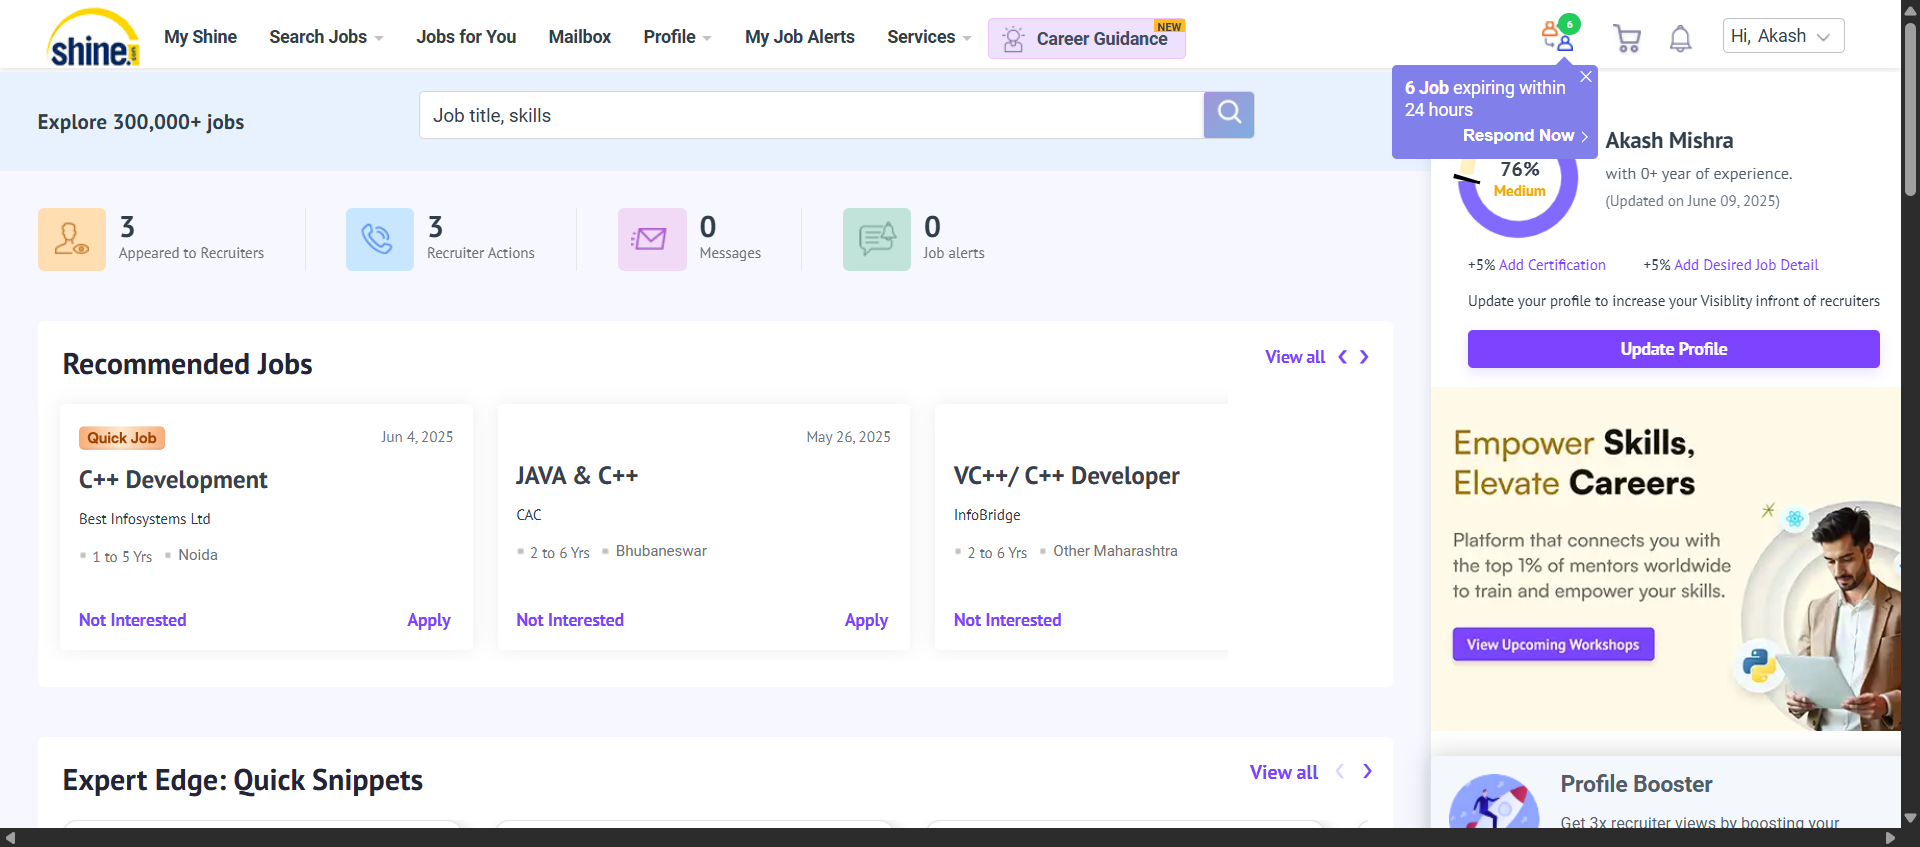 shine.com
My Shine
Search Jobs
Jobs for You
Mailbox
Profile
My Job Alerts
Services
Career Guidance
NEW
6
Hi, Akash
6 Job expiring within
24 hours
Respond Now
Explore 300,000+ jobs
Job title, skills
Akash Mishra
76%
Medium
with 0+ year of experience.
(Updated on June 09, 2025)
+5% Add Certification
+5% Add Desired Job Detail
Update your profile to increase your Visiblity infront of recruiters
Update Profile
3
Appeared to Recruiters
3
Recruiter Actions
0
Messages
0
Job alerts
Recommended Jobs
View all
Quick Job
Jun 4, 2025
C++ Development
Best Infosystems Ltd
1 to 5 Yrs
Noida
Not Interested
Apply
May 26, 2025
JAVA & C++
CAC
2 to 6 Yrs
Bhubaneswar
Not Interested
Apply
VC++/ C++ Developer
InfoBridge
2 to 6 Yrs
Other Maharashtra
Not Interested
Empower Skills,
Elevate Careers
Platform that connects you with
the top 1% of mentors worldwide
to train and empower your skills.
View Upcoming Workshops
Expert Edge: Quick Snippets
View all
Profile Booster
Get 3x recruiter views by boosting your